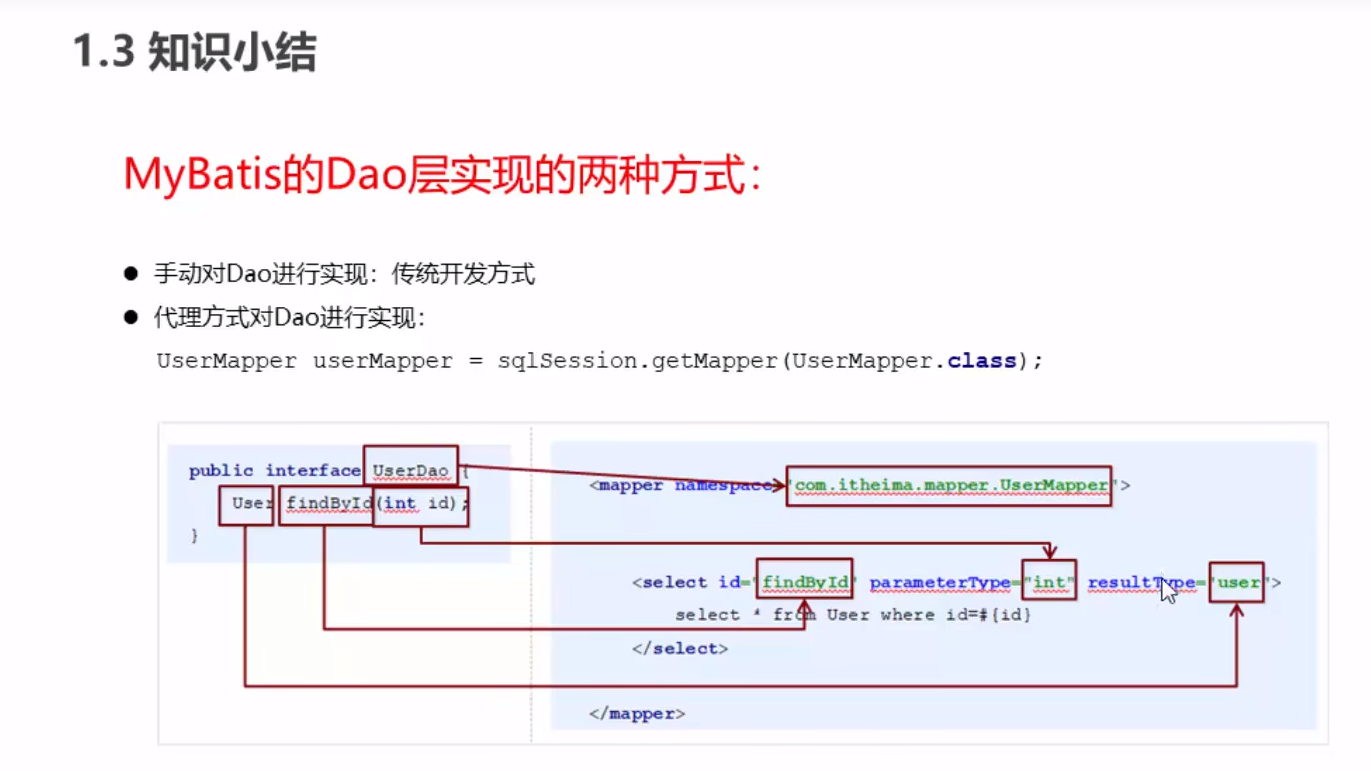 1.3 知识小结
MyBatis的Dao层实现的两种方式：
● 手动对Dao进行实现：传统开发方式
● 代理方式对Dao进行实现：
UserMapper userMapper = sqlSession.getMapper(UserMapper.class);
public interface UserDao {
User findById(int id);
}
<mapper namespace="com.itheima.mapper.UserMapper">
<select id="findById" parameterType="int" resultType="user">
select * from User where id=#{id}
</select>
</mapper>